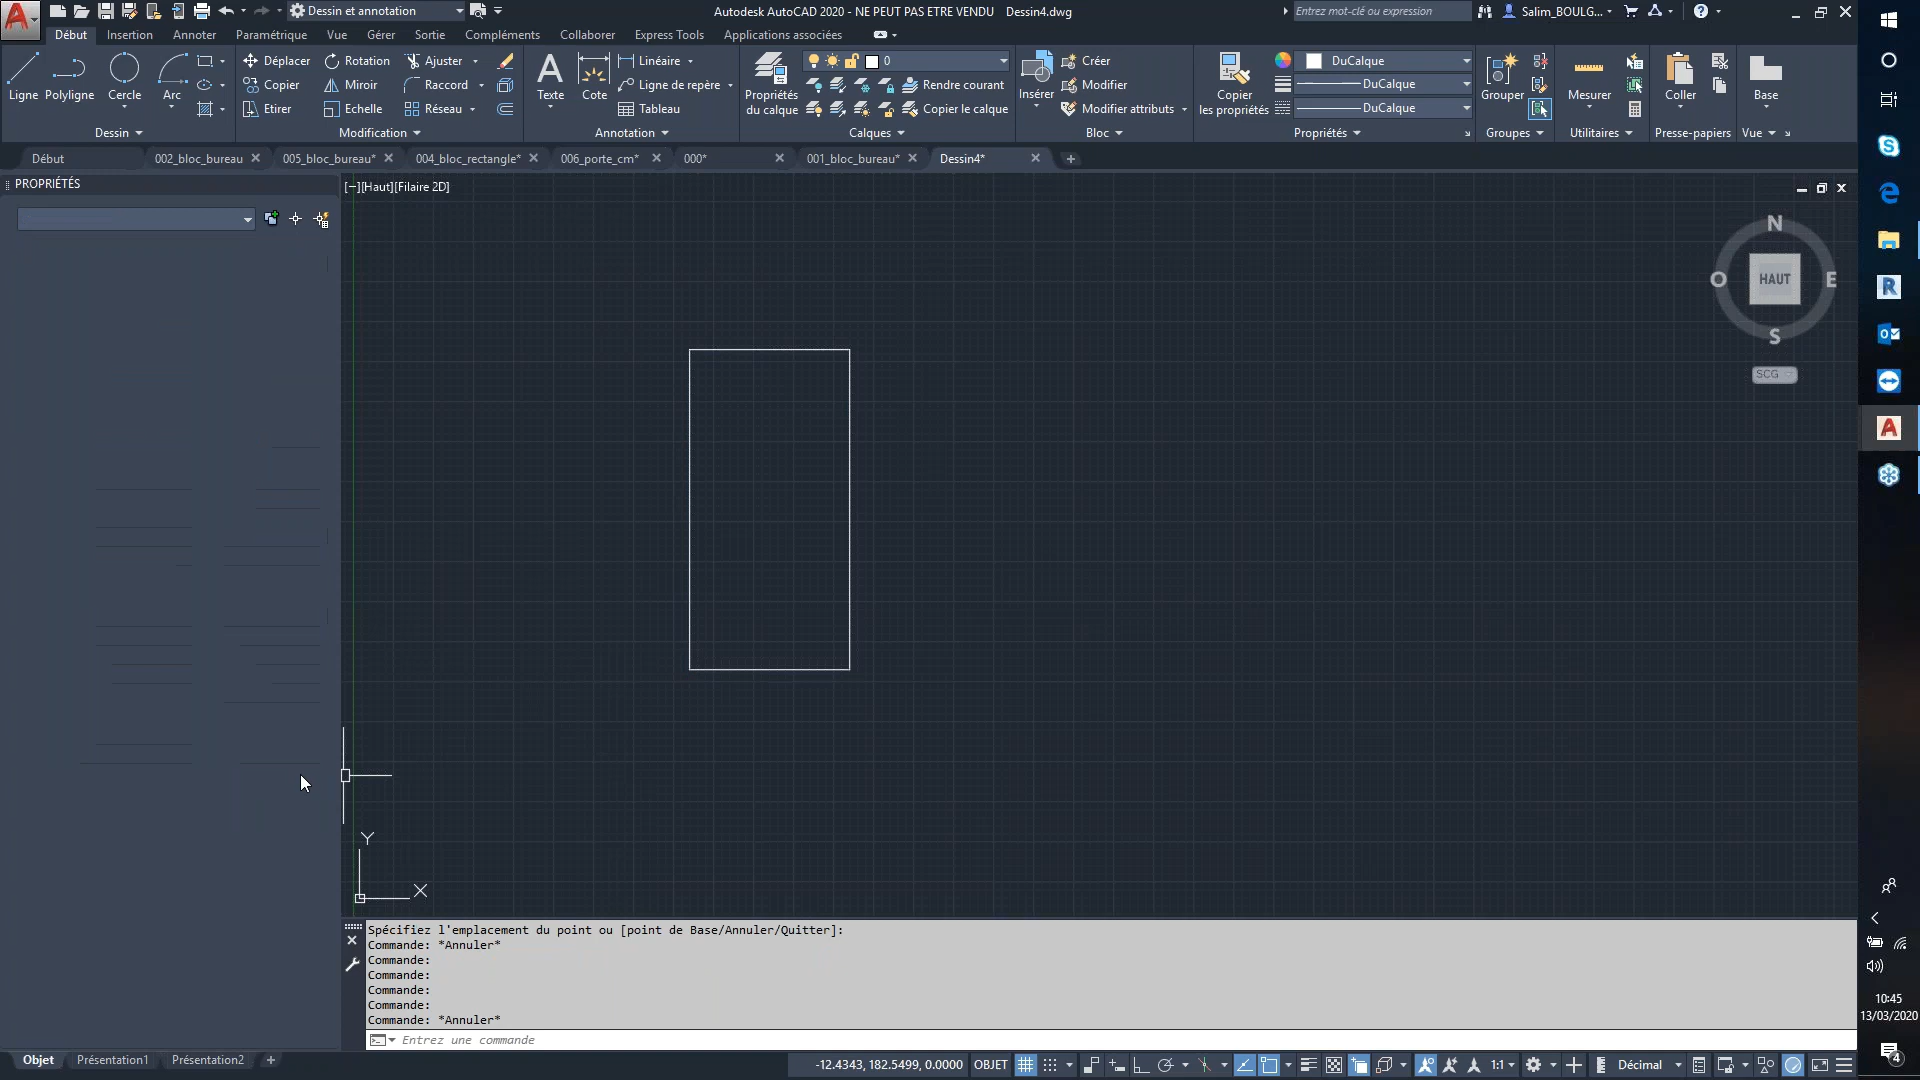 Dessin et annotation
Autodesk AutoCAD 2020 - NE PEUT PAS ETRE VENDU Dessin4.dwg
Entrez mot-clé ou expression
Salim_BOULG...
Début Insertion Annoter Paramétrique Vue Gérer Sortie Compléments Collaborer Express Tools Applications associées
Déplacer Rotation Ajuster
Copier Miroir Raccord
Etirer Echelle Réseau
Ligne Polyligne Cercle Arc
Texte Cote
Linéaire
Ligne de repère
Tableau
Propriétés
du calque
0
Rendre courant
Copier le calque
Insérer
Créer
Modifier
Modifier attributs
Copier
les propriétés
DuCalque
DuCalque
DuCalque
Grouper
Mesurer
Coller
Base
Dessin Modification Annotation Calques Bloc Propriétés Groupes Utilitaires Presse-papiers Vue
Début 002_bloc_bureau 005_bloc_bureau* 004_bloc_rectangle* 006_porte_cm* 000* 001_bloc_bureau* Dessin4*
PROPRIÉTÉS
[−][Haut][Filaire 2D]
N
O HAUT E
S
SCG
Y
X
Spécifiez l'emplacement du point ou [point de Base/Annuler/Quitter]:
Commande: *Annuler*
Commande:
Commande:
Commande:
Commande:
Commande: *Annuler*
Entrez une commande
Objet Présentation1 Présentation2
-12.4343, 182.5499, 0.0000 OBJET
1:1
Décimal
10:45
13/03/2020
4